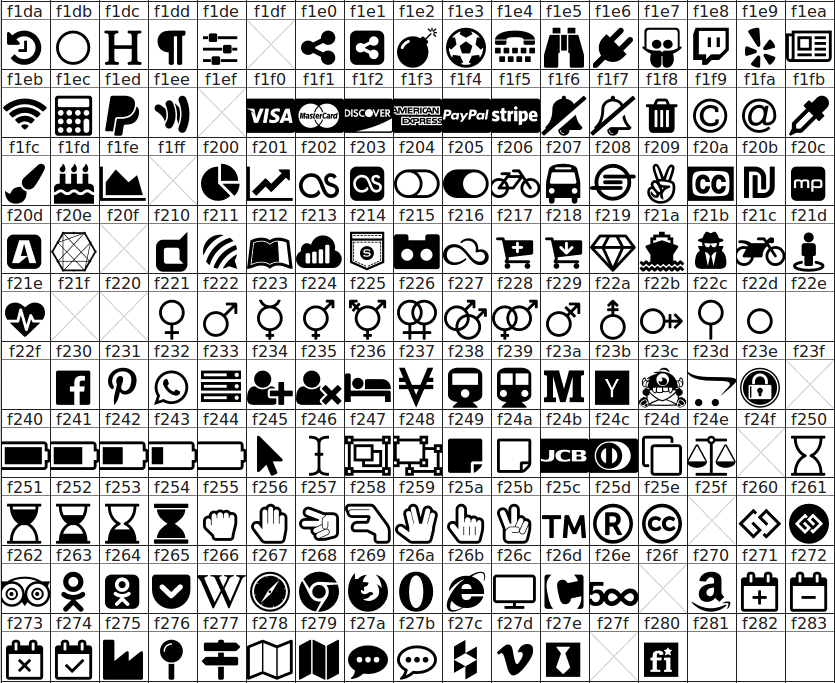 f1da f1db f1dc f1dd f1de f1df f1e0 f1e1 f1e2 f1e3 f1e4 f1e5 f1e6 f1e7 f1e8 f1e9 f1ea
H
f1eb f1ec f1ed f1ee f1ef f1f0 f1f1 f1f2 f1f3 f1f4 f1f5 f1f6 f1f7 f1f8 f1f9 f1fa f1fb
VISA MasterCard DISCOVER AMERICAN EXPRESS PayPal stripe © @
f1fc f1fd f1fe f1ff f200 f201 f202 f203 f204 f205 f206 f207 f208 f209 f20a f20b f20c
as as CC ₪ mp
f20d f20e f20f f210 f211 f212 f213 f214 f215 f216 f217 f218 f219 f21a f21b f21c f21d
A S
f21e f21f f220 f221 f222 f223 f224 f225 f226 f227 f228 f229 f22a f22b f22c f22d f22e
f22f f230 f231 f232 f233 f234 f235 f236 f237 f238 f239 f23a f23b f23c f23d f23e f23f
f M Y
f240 f241 f242 f243 f244 f245 f246 f247 f248 f249 f24a f24b f24c f24d f24e f24f f250
JCB
f251 f252 f253 f254 f255 f256 f257 f258 f259 f25a f25b f25c f25d f25e f25f f260 f261
TM ® cc
f262 f263 f264 f265 f266 f267 f268 f269 f26a f26b f26c f26d f26e f26f f270 f271 f272
W O e 500 a
f273 f274 f275 f276 f277 f278 f279 f27a f27b f27c f27d f27e f27f f280 f281 f282 f283
v fi